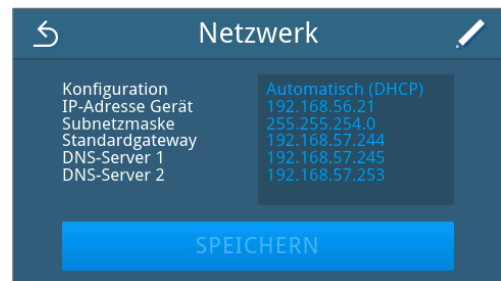 Netzwerk
Konfiguration Automatisch (DHCP)
IP-Adresse Gerät 192.168.56.21
Subnetzmaske 255.255.254.0
Standardgateway 192.168.57.244
DNS-Server 1 192.168.57.245
DNS-Server 2 192.168.57.253
SPEICHERN